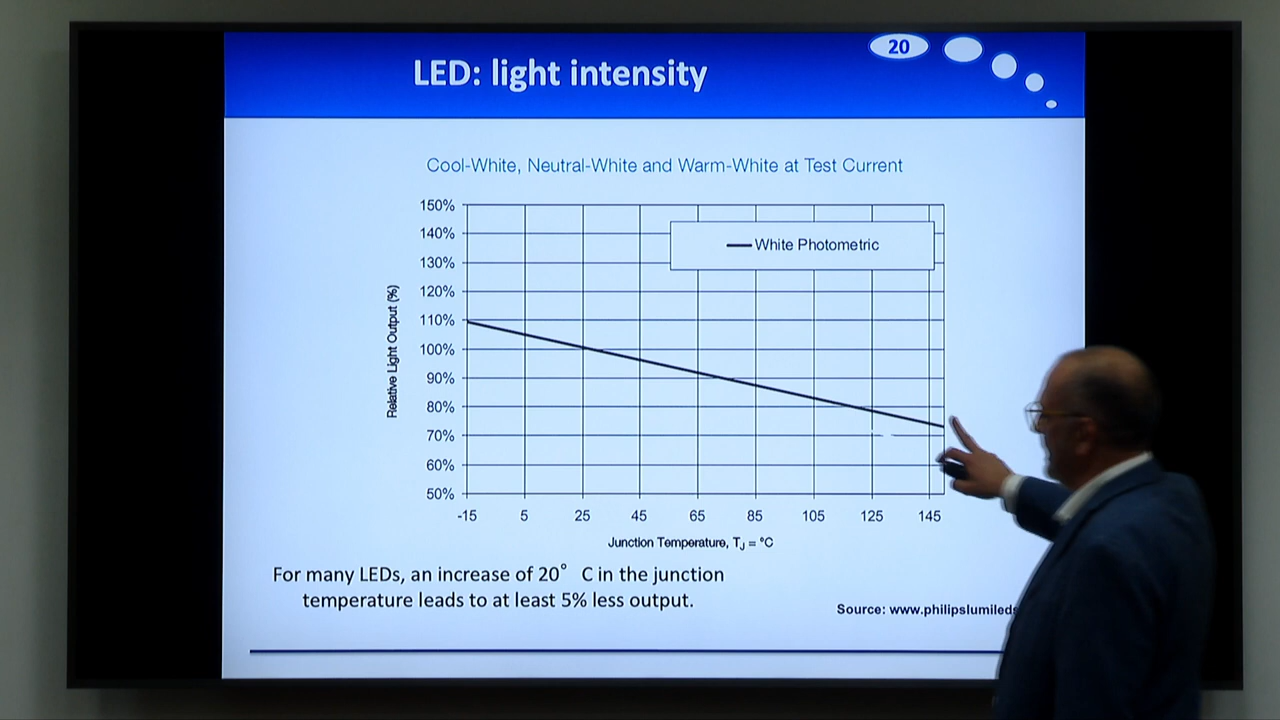 20
LED: light intensity
Cool-White, Neutral-White and Warm-White at Test Current
150%
140%
130%
120%
110%
100%
90%
80%
70%
60%
50%
Relative Light Output (%)
White Photometric
-15 5 25 45 65 85 105 125 145
Junction Temperature, TJ = °C
For many LEDs, an increase of 20° C in the junction
temperature leads to at least 5% less output.
Source: www.philipslumileds